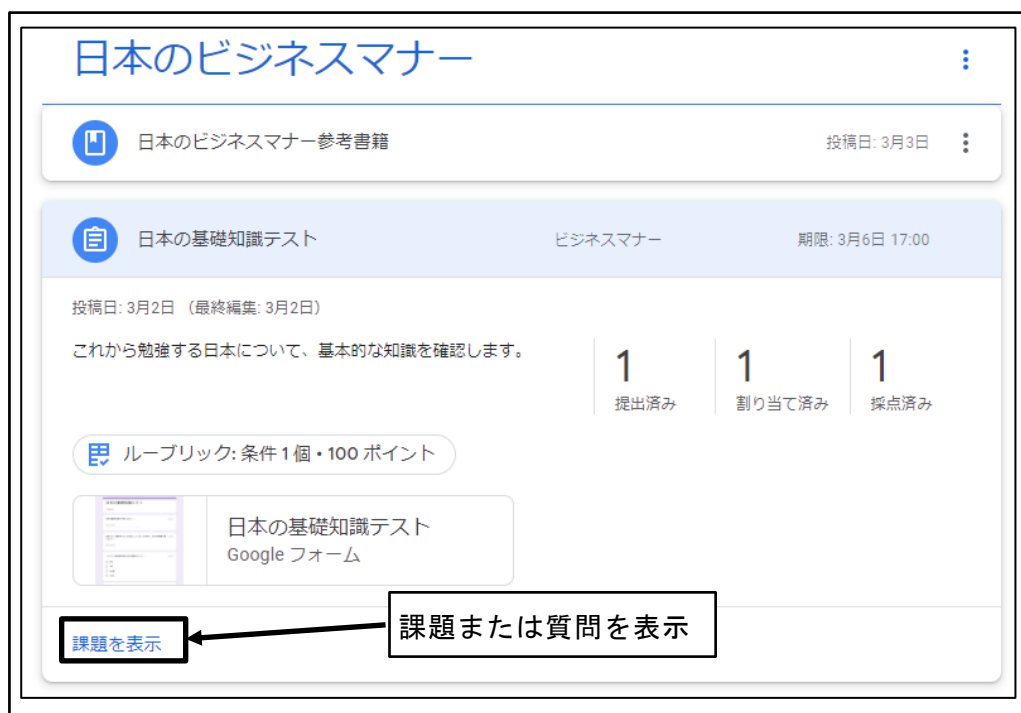 日本のビジネスマナー
日本のビジネスマナー参考書籍 投稿日: 3月3日
日本の基礎知識テスト ビジネスマナー 期限: 3月6日 17:00
投稿日: 3月2日 （最終編集: 3月2日）
これから勉強する日本について、基本的な知識を確認します。
1 1 1
提出済み 割り当て済み 採点済み
ルーブリック: 条件 1 個 • 100 ポイント
日本の基礎知識テスト
Google フォーム
課題または質問を表示
課題を表示